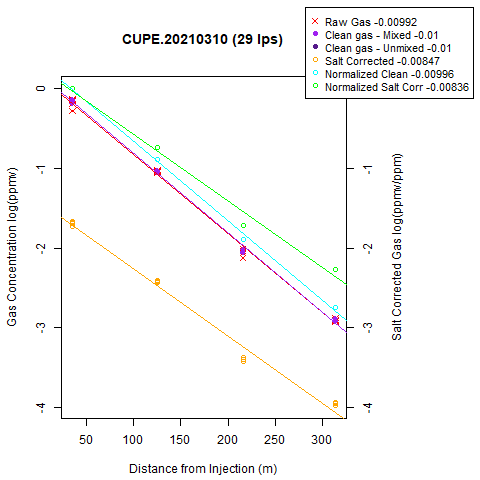 CUPE.20210310 (29 lps)
Raw Gas -0.00992
Clean gas - Mixed -0.01
Clean gas - Unmixed -0.01
Salt Corrected -0.00847
Normalized Clean -0.00996
Normalized Salt Corr -0.00836
Gas Concentration log(ppmv)
0
-1
-2
-3
-4
0
-1
-2
-3
-4
Salt Corrected Gas log(ppmv/ppm)
50 100 150 200 250 300
Distance from Injection (m)